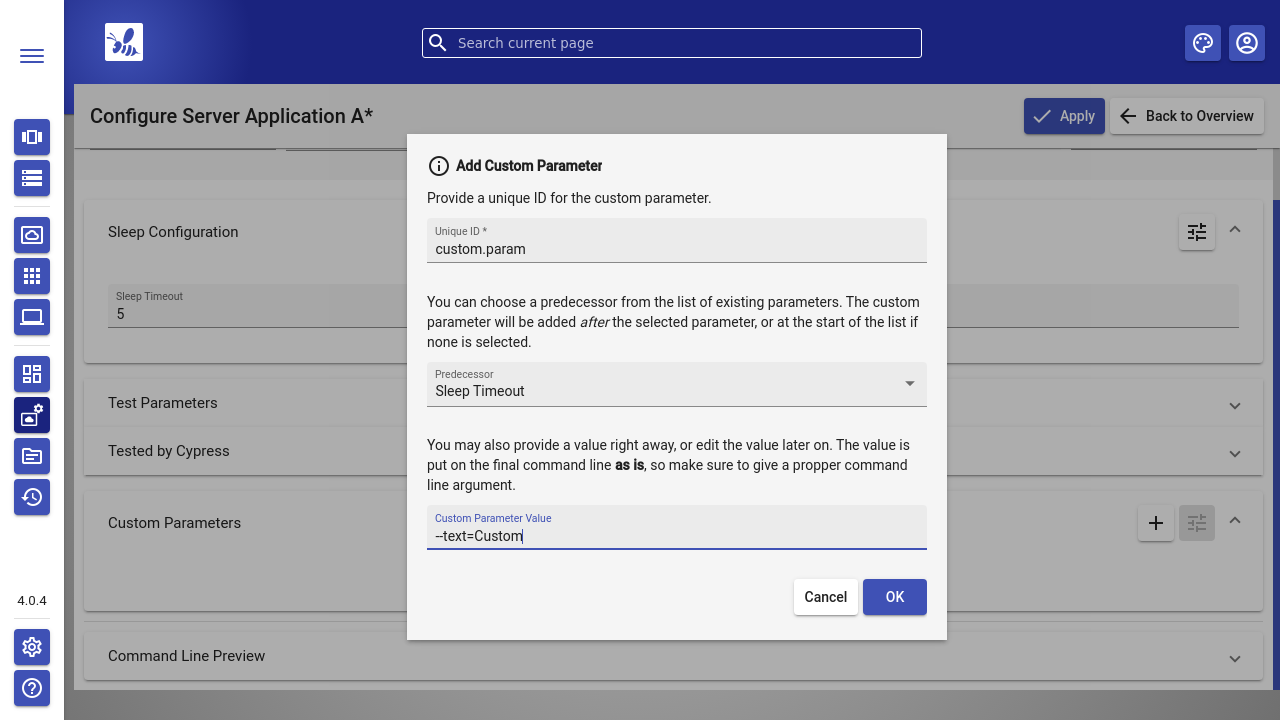 Search current page
Configure Server Application A*
Apply
Back to Overview
Add Custom Parameter
Provide a unique ID for the custom parameter.
Unique ID *
custom.param
Sleep Configuration
Sleep Timeout
5
You can choose a predecessor from the list of existing parameters. The custom
parameter will be added after the selected parameter, or at the start of the list if
none is selected.
Predecessor
Sleep Timeout
Test Parameters
Tested by Cypress
You may also provide a value right away, or edit the value later on. The value is
put on the final command line as is, so make sure to give a propper command
line argument.
Custom Parameter Value
--text=Custom
Custom Parameters
Cancel
OK
4.0.4
Command Line Preview